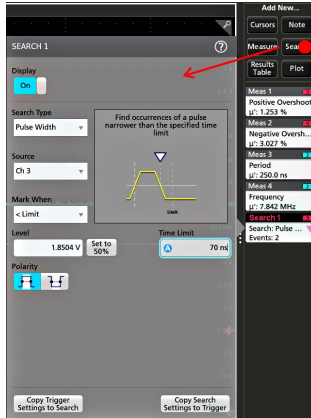 Add New...
Cursors
Note
Measure
Results
Table
Plot
SEARCH 1
Display
On
Search Type
Pulse Width
Find occurrences of a pulse
narrower than the specified time
limit
Limit
Source
Ch 3
Mark When
< Limit
Level
1.8504 V
Set to
50%
Time Limit
70 ns
Polarity
Copy Trigger
Settings to Search
Copy Search
Settings to Trigger
Meas 1
Positive Overshoot
µ': 1.253 %
Meas 2
Negative Oversh...
µ': 3.027 %
Meas 3
Period
µ': 250.0 ns
Meas 4
Frequency
µ': 7.842 MHz
Search 1
Search: Pulse ...
Events: 2